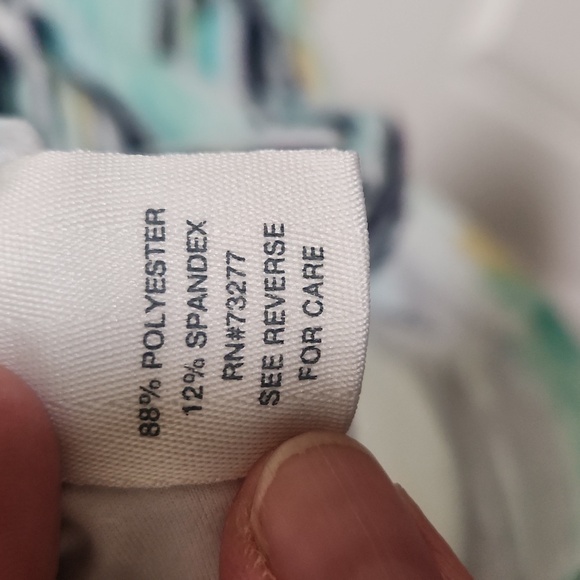 88% POLYESTER
12% SPANDEX
RN#73277
SEE REVERSE
FOR CARE